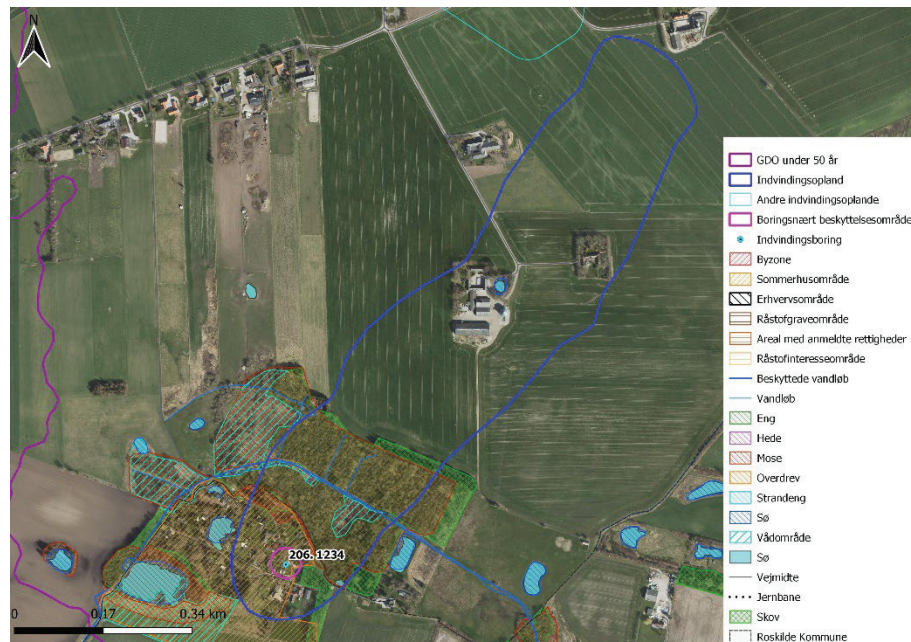 N
GDO under 50 år
Indvindingsopland
Andre indvindingsoplande
Boringsnært beskyttelsesområde
Indvindingsboring
Byzone
Sommerhusområde
Erhvervsområde
Råstofgraveområde
Areal med anmeldte rettigheder
Råstofinteresseområde
Beskyttede vandløb
Vandløb
Eng
Hede
Mose
Overdrev
Strandeng
Sø
Vådområde
Sø
Vejmidte
Jernbane
Skov
Roskilde Kommune
206. 1234
0 0.17 0.34 km